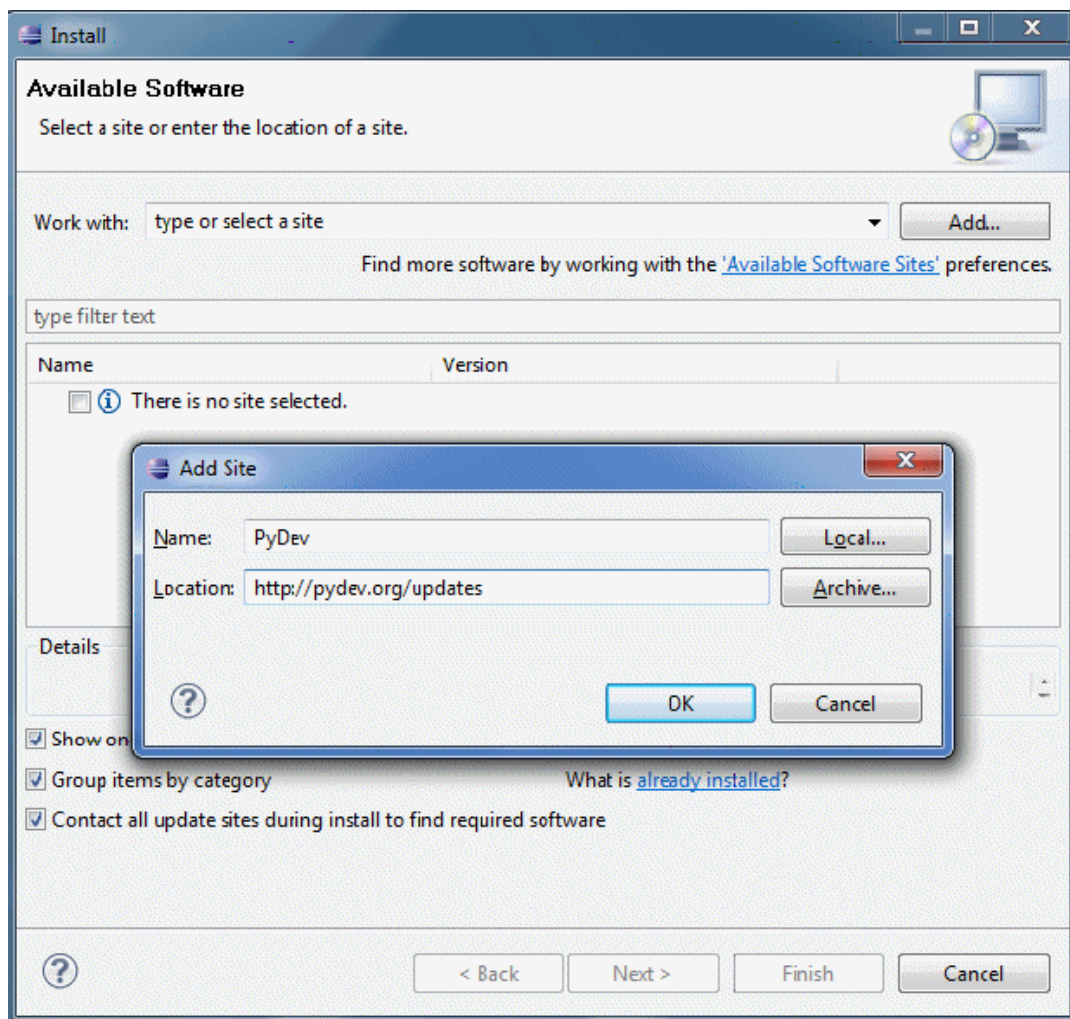 Install
Available Software
Select a site or enter the location of a site.
Work with: type or select a site Add...
Find more software by working with the 'Available Software Sites' preferences.
type filter text
Name Version
There is no site selected.
Add Site
Name: PyDev Local...
Location: http://pydev.org/updates Archive...
Details
OK Cancel
Show on
Group items by category What is already installed?
Contact all update sites during install to find required software
< Back Next > Finish Cancel